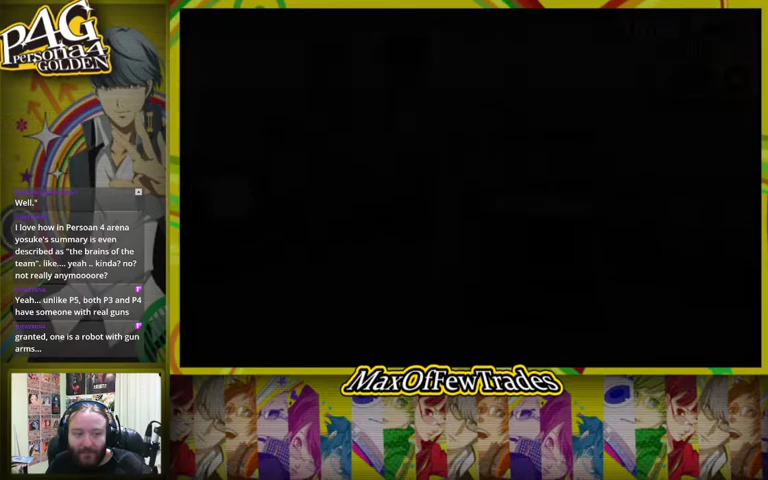 P4G
Persona4
GOLDEN
Well."
I love how in Persoan 4 arena
yosuke's summary is even
described as "the brains of the
team". like.... yeah .. kinda? no?
not really anymoooore?
Yeah... unlike P5, both P3 and P4
have someone with real guns
granted, one is a robot with gun
arms...
MaxOfFewTrades